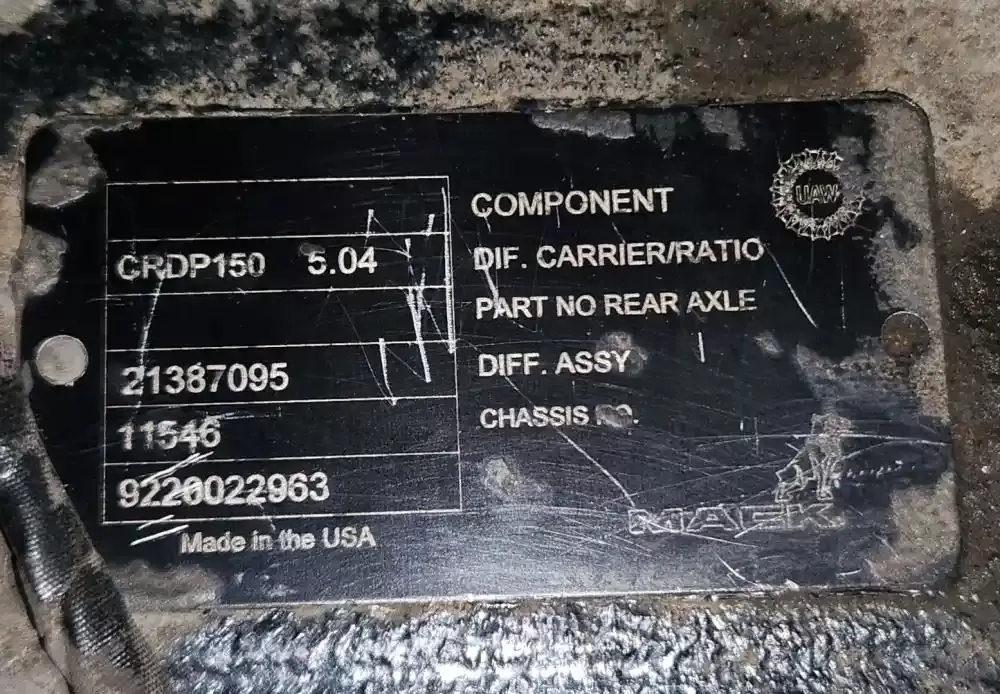 COMPONENT
UAW
CRDP150 5.04 DIF. CARRIER/RATIO
PART NO REAR AXLE
21387095 DIFF. ASSY
11546 CHASSIS NO.
9220022963
MACK
Made in the USA